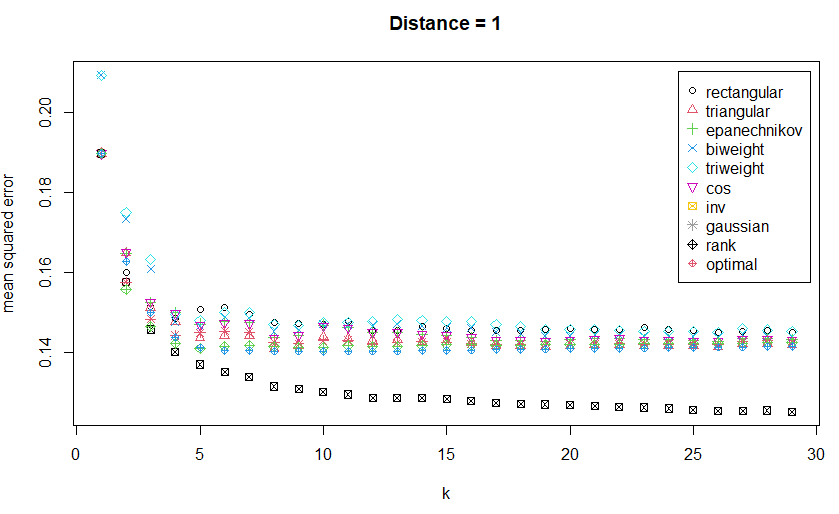 Distance = 1
mean squared error
0.20
0.18
0.16
0.14
rectangular
triangular
epanechnikov
biweight
triweight
cos
inv
gaussian
rank
optimal
0 5 10 15 20 25 30
k